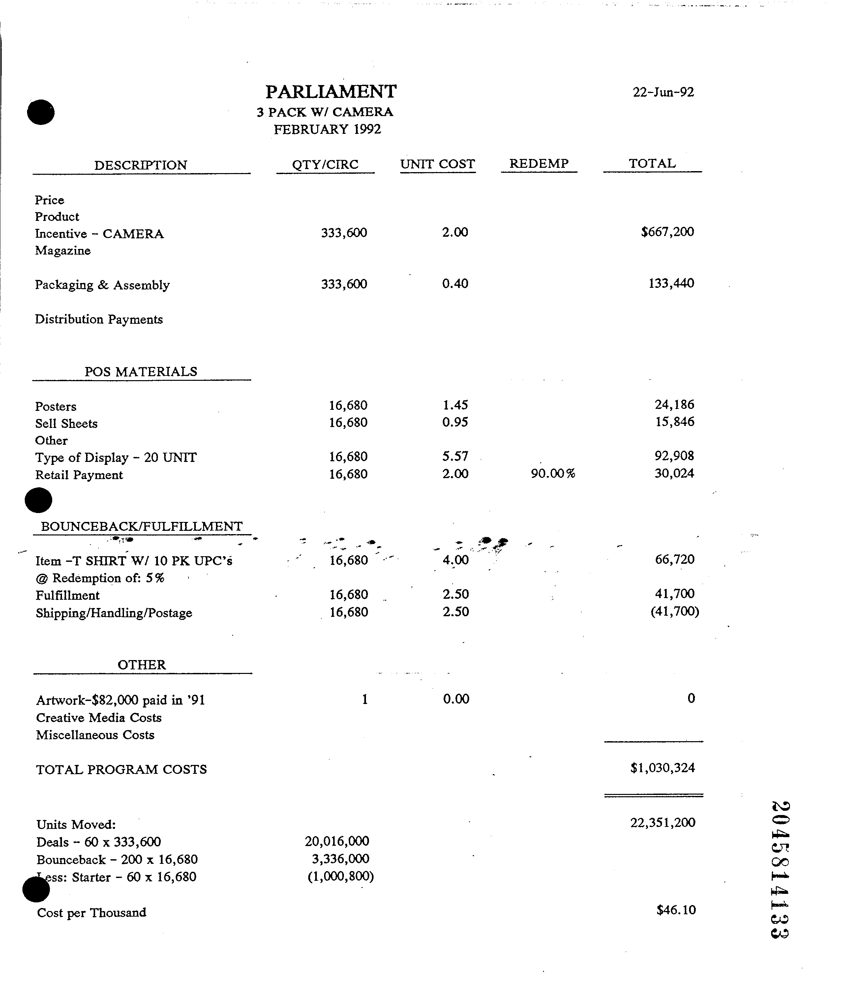 PARLIAMENT 22-Jun-92
3 PACK W/ CAMERA
FEBRUARY 1992
DESCRIPTION QTY/CIRC UNIT COST REDEMP TOTAL
Price
Product
Incentive - CAMERA 333,600 2.00 $667,200
Magazine
Packaging & Assembly 333,600 0.40 133,440
Distribution Payments
POS MATERIALS
Posters 16,680 1.45 24,186
Sell Sheets 16,680 0.95 15,846
Other
Type of Display - 20 UNIT 16,680 5.57 92,908
Retail Payment 16,680 2.00 90.00% 30,024
BOUNCEBACK/FULFILLMENT
Item -T SHIRT W/ 10 PK UPC's 16,680 4.00 66,720
@ Redemption of: 5%
Fulfillment 16,680 2.50 41,700
Shipping/Handling/Postage 16,680 2.50 (41,700)
OTHER
Artwork-$82,000 paid in '91 1 0.00 0
Creative Media Costs
Miscellaneous Costs
TOTAL PROGRAM COSTS $1,030,324
Units Moved: 22,351,200
Deals - 60 x 333,600 20,016,000
Bounceback - 200 x 16,680 3,336,000
Less: Starter - 60 x 16,680 (1,000,800)
Cost per Thousand $46.10
2045814133